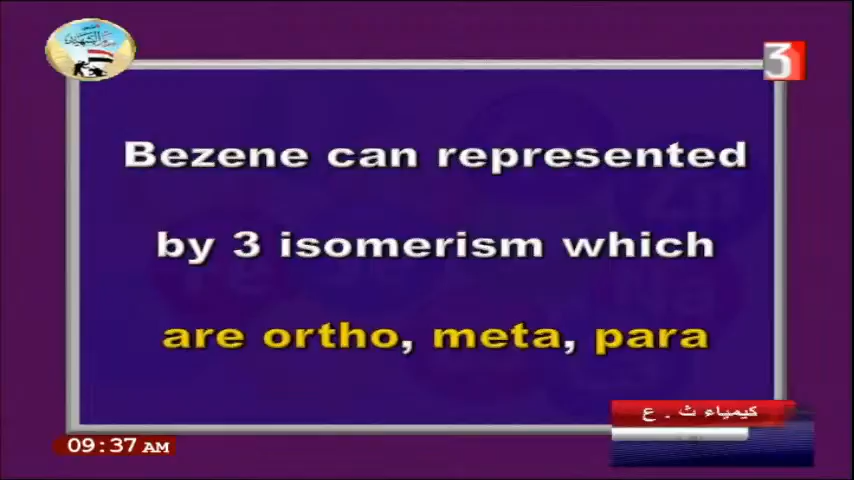 3
Bezene can represented
by 3 isomerism which
are ortho, meta, para
كيمياء ث . ع
09:37 AM